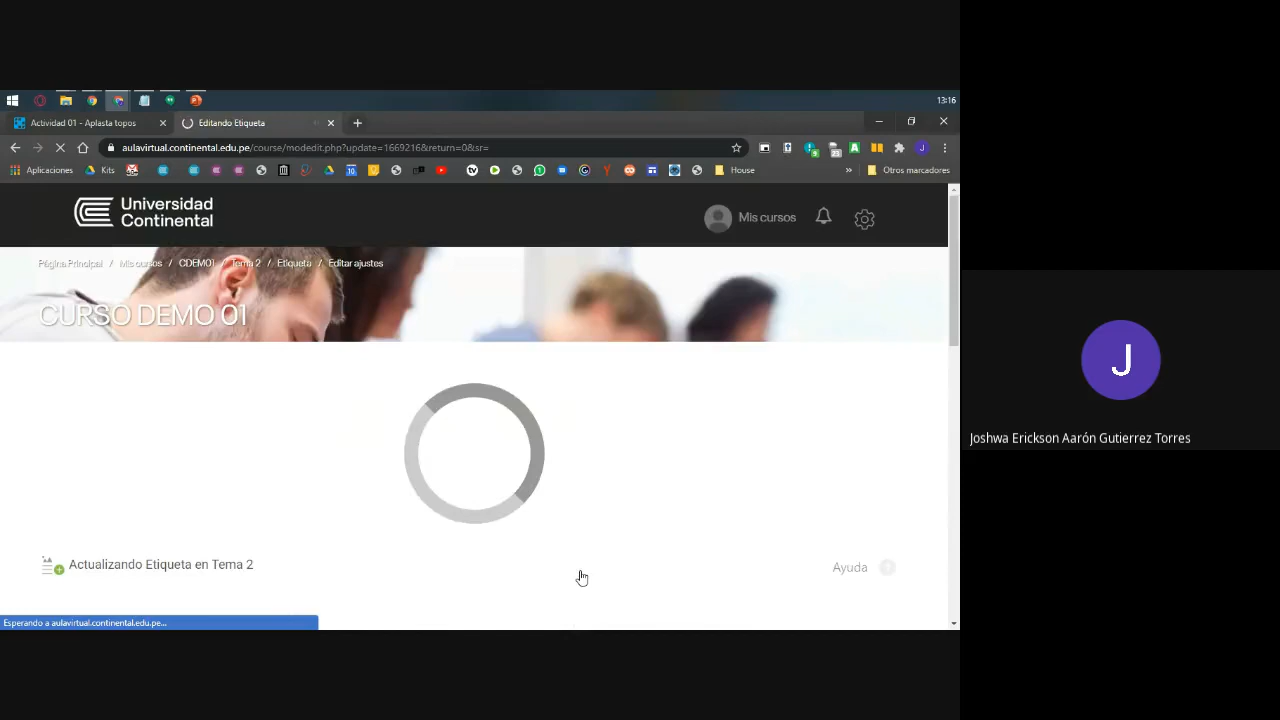 13:16
Actividad 01 - Aplasta topos
Editando Etiqueta
aulavirtual.continental.edu.pe/course/modedit.php?update=1669216&return=0&sr=
Aplicaciones
Kits
House
Otros marcadores
Universidad
Continental
Mis cursos
Página Principal / Mis cursos / CDEMO1 / Tema 2 / Etiqueta / Editar ajustes
CURSO DEMO 01
Actualizando Etiqueta en Tema 2
Ayuda
Esperando a aulavirtual.continental.edu.pe...
J
Joshwa Erickson Aarón Gutierrez Torres